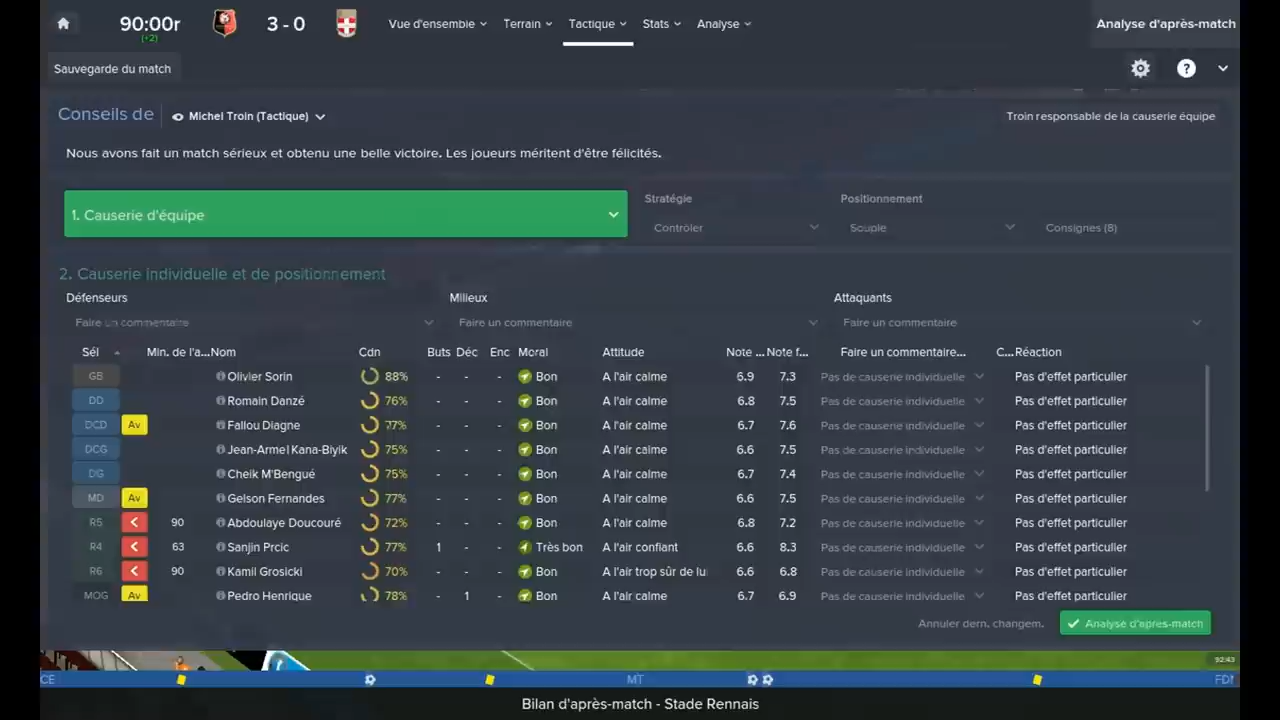 90:00r 3 - 0 Vue d'ensemble Terrain Tactique Stats Analyse Analyse d'après-match
(+2)
Sauvegarde du match ?
Conseils de Michel Troin (Tactique) Troin responsable de la causerie équipe
Nous avons fait un match sérieux et obtenu une belle victoire. Les joueurs méritent d'être félicités.
1. Causerie d'équipe Stratégie Positionnement
Contrôler Souple Consignes (8)
2. Causerie individuelle et de positionnement
Défenseurs Milieux Attaquants
Faire un commentaire Faire un commentaire Faire un commentaire
Sél Min. de l'a... Nom Cdn Buts Déc Enc Moral Attitude Note ... Note f... Faire un commentaire... C... Réaction
GB Olivier Sorin 88% - - - Bon A l'air calme 6.9 7.3 Pas de causerie individuelle Pas d'effet particulier
DD Romain Danzé 76% - - - Bon A l'air calme 6.8 7.5 Pas de causerie individuelle Pas d'effet particulier
DCD Av Fallou Diagne 77% - - - Bon A l'air calme 6.7 7.6 Pas de causerie individuelle Pas d'effet particulier
DCG Jean-Armel Kana-Biyik 75% - - - Bon A l'air calme 6.6 7.5 Pas de causerie individuelle Pas d'effet particulier
DG Cheik M'Bengué 75% - - - Bon A l'air calme 6.7 7.4 Pas de causerie individuelle Pas d'effet particulier
MD Av Gelson Fernandes 77% - - - Bon A l'air calme 6.6 7.5 Pas de causerie individuelle Pas d'effet particulier
R5 90 Abdoulaye Doucouré 72% - - - Bon A l'air calme 6.8 7.2 Pas de causerie individuelle Pas d'effet particulier
R4 63 Sanjin Prcic 77% 1 - - Très bon A l'air confiant 6.6 8.3 Pas de causerie individuelle Pas d'effet particulier
R6 90 Kamil Grosicki 70% - - - Bon A l'air trop sûr de lu 6.6 6.8 Pas de causerie individuelle Pas d'effet particulier
MOG Av Pedro Henrique 78% - 1 - Bon A l'air calme 6.7 6.9 Pas de causerie individuelle Pas d'effet particulier
Annuler dern. changem. Analyse d'après-match
92:43
CE MT FDM
Bilan d'après-match - Stade Rennais